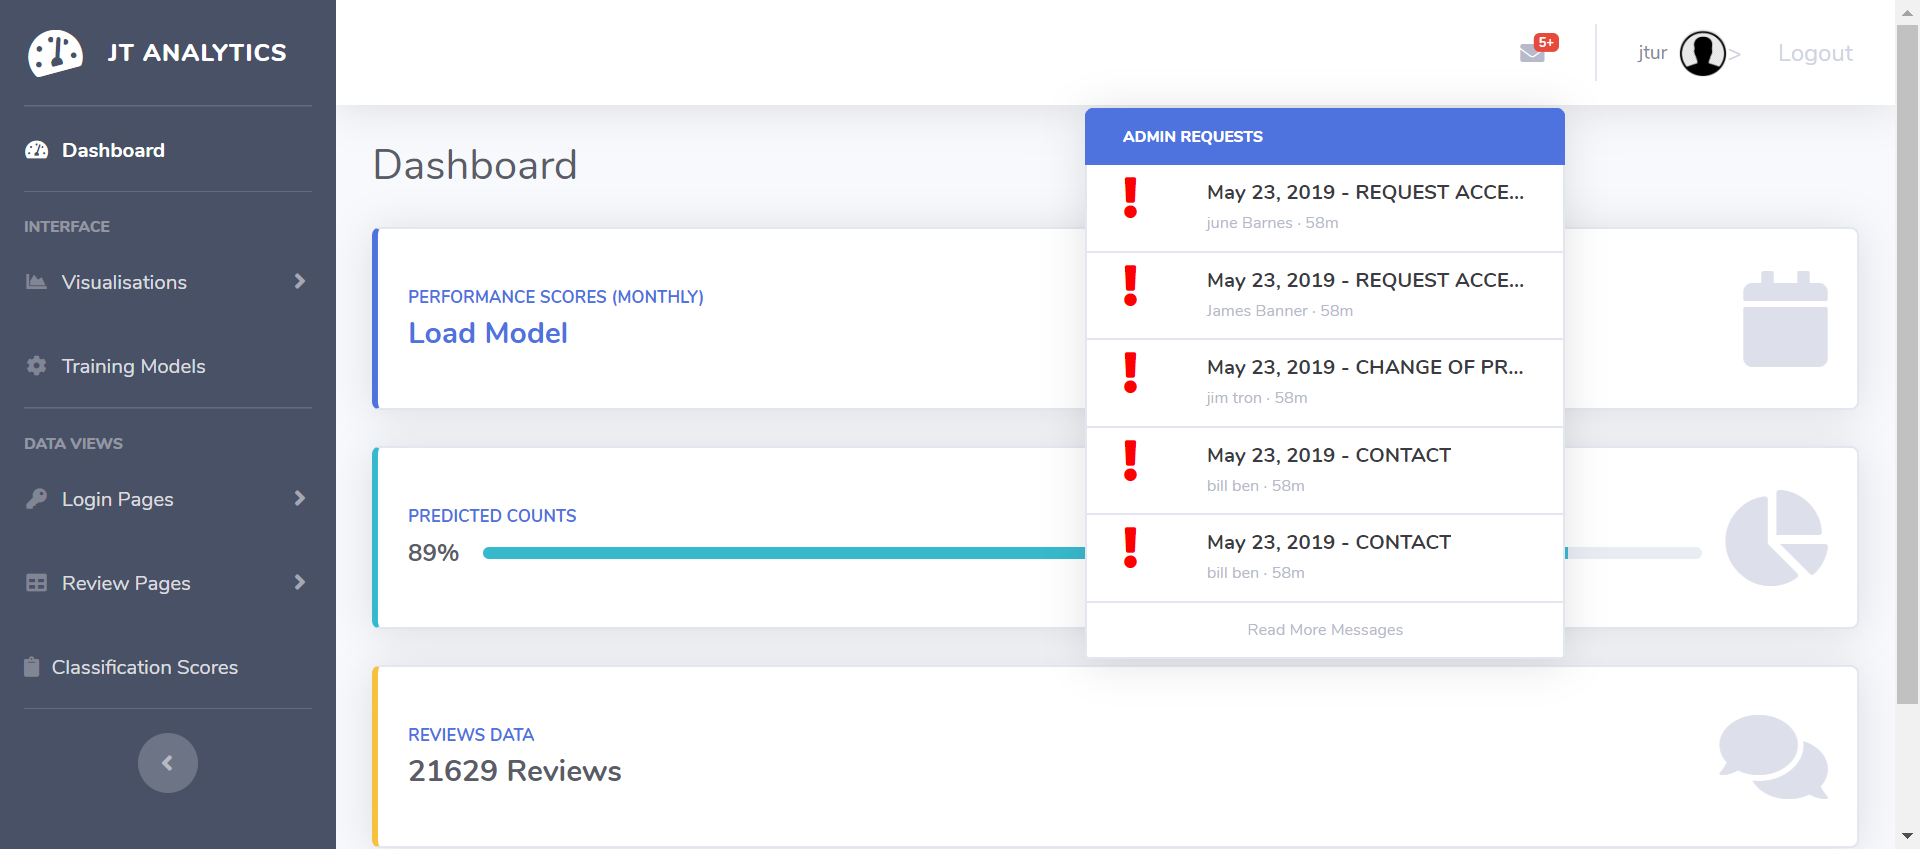 JT ANALYTICS
Dashboard
INTERFACE
Visualisations
Training Models
DATA VIEWS
Login Pages
Review Pages
Classification Scores
5+
jtur
>
Logout
Dashboard
PERFORMANCE SCORES (MONTHLY)
Load Model
PREDICTED COUNTS
89%
REVIEWS DATA
21629 Reviews
ADMIN REQUESTS
May 23, 2019 - REQUEST ACCE...
june Barnes · 58m
May 23, 2019 - REQUEST ACCE...
James Banner · 58m
May 23, 2019 - CHANGE OF PR...
jim tron · 58m
May 23, 2019 - CONTACT
bill ben · 58m
May 23, 2019 - CONTACT
bill ben · 58m
Read More Messages